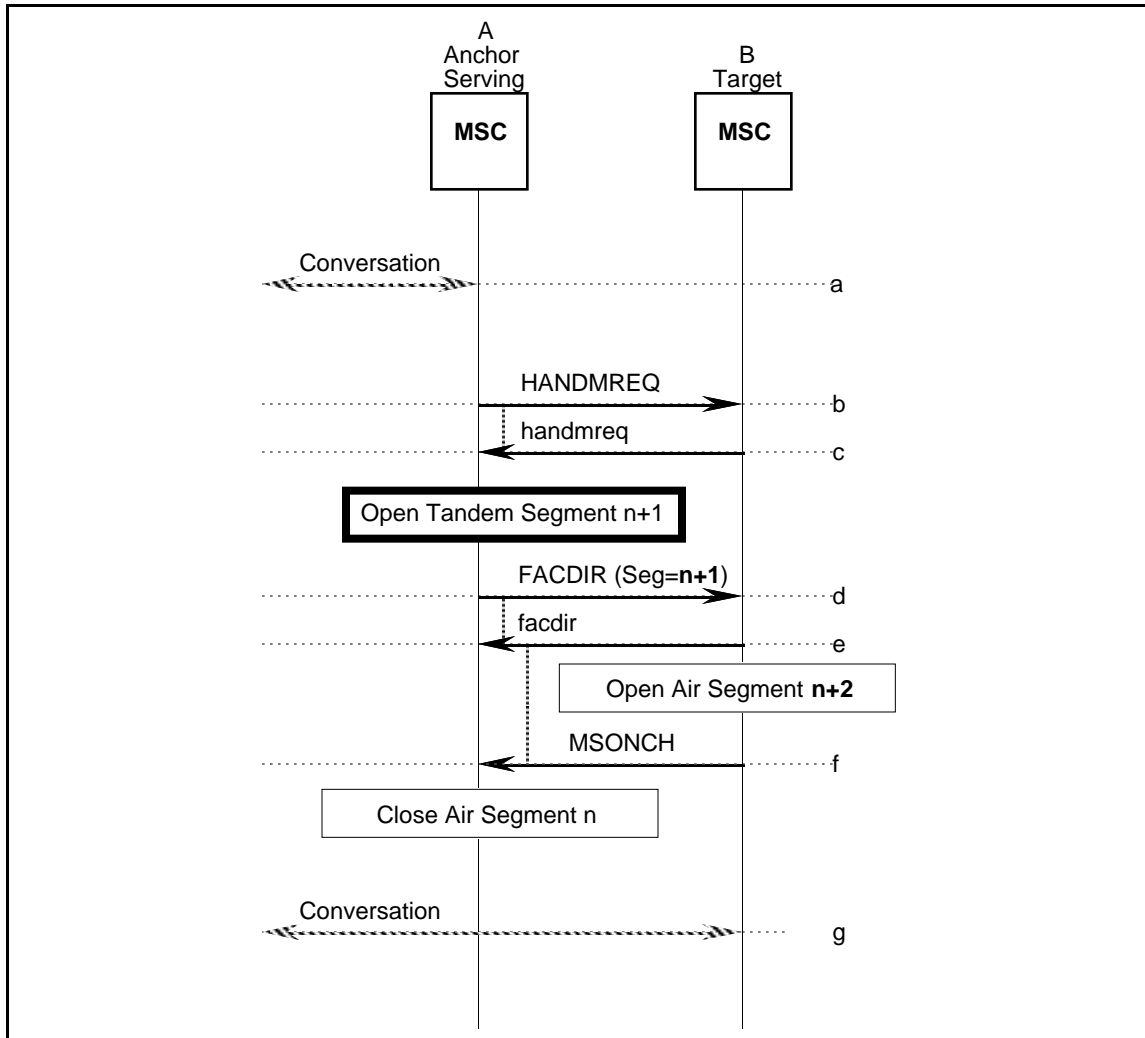 A
Anchor
Serving
B
Target
MSC
MSC
Conversation
a
HANDMREQ
b
handmreq
c
Open Tandem Segment n+1
FACDIR (Seg=n+1)
d
facdir
e
Open Air Segment n+2
MSONCH
f
Close Air Segment n
Conversation
g